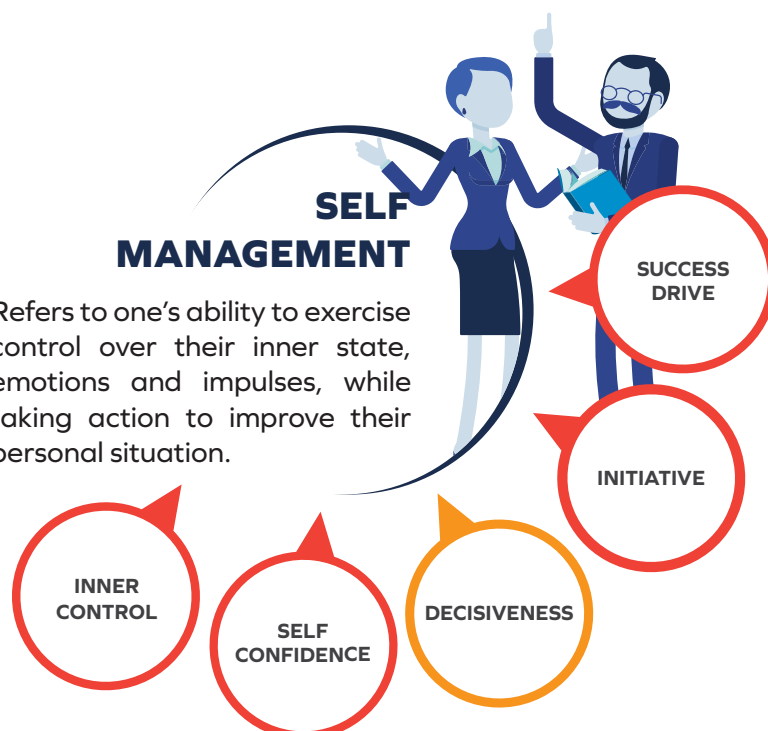 SELF
MANAGEMENT
Refers to one's ability to exercise
control over their inner state,
emotions and impulses, while
taking action to improve their
personal situation.
SUCCESS
DRIVE
INITIATIVE
DECISIVENESS
SELF
CONFIDENCE
INNER
CONTROL